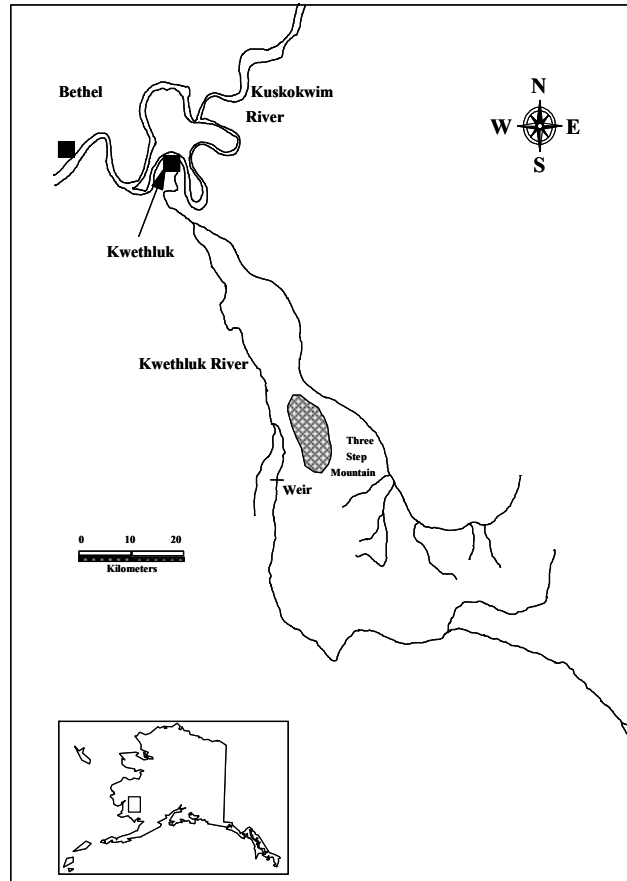 Bethel
Kuskokwim
River
N
W E
S
Kwethluk
Kwethluk River
Three
Step
Mountain
Weir
0 10 20
Kilometers